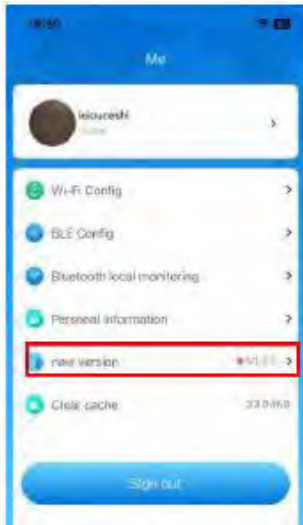 Me
Wi-Fi Config
BLE Config
Bluetooth local monitoring
Personal information
new version
Clear cache
Sign out